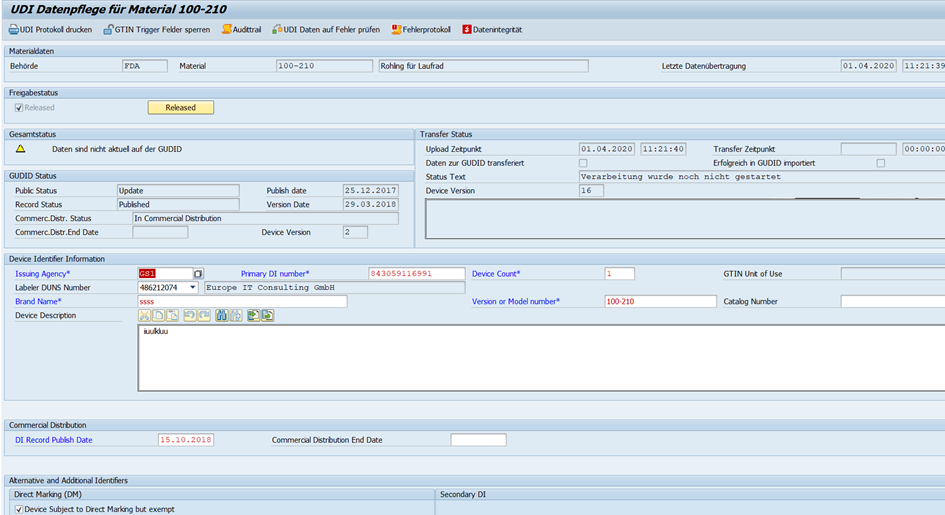 UDI Datenpflege für Material 100-210
UDI Protokoll drucken GTIN Trigger Felder sperren Audittrail UDI Daten auf Fehler prüfen Fehlerprotokoll Datenintegrität
Materialdaten
Behörde FDA Material 100-210 Rohling für Laufrad Letzte Datenübertragung 01.04.2020 11:21:39
Freigabestatus
Released Released
Gesamtstatus
Daten sind nicht aktuell auf der GUDID
Transfer Status
Upload Zeitpunkt 01.04.2020 11:21:40 Transfer Zeitpunkt 00:00:00
Daten zur GUDID transferiert Erfolgreich in GUDID importiert
Status Text Verarbeitung wurde noch nicht gestartet
Device Version 16
GUDID Status
Public Status Update Publish date 25.12.2017
Record Status Published Version Date 29.03.2018
Commerc.Distr. Status In Commercial Distribution
Commerc.Distr.End Date Device Version 2
Device Identifier Information
Issuing Agency* GS1 Primary DI number* 843059116991 Device Count* 1 GTIN Unit of Use
Labeler DUNS Number 486212074 Europe IT Consulting GmbH
Brand Name* ssss Version or Model number* 100-210 Catalog Number
Device Description
iuulkluu
Commercial Distribution
DI Record Publish Date 15.10.2018 Commercial Distribution End Date
Alternative and Additional Identifiers
Direct Marking (DM) Secondary DI
Device Subject to Direct Marking but exempt